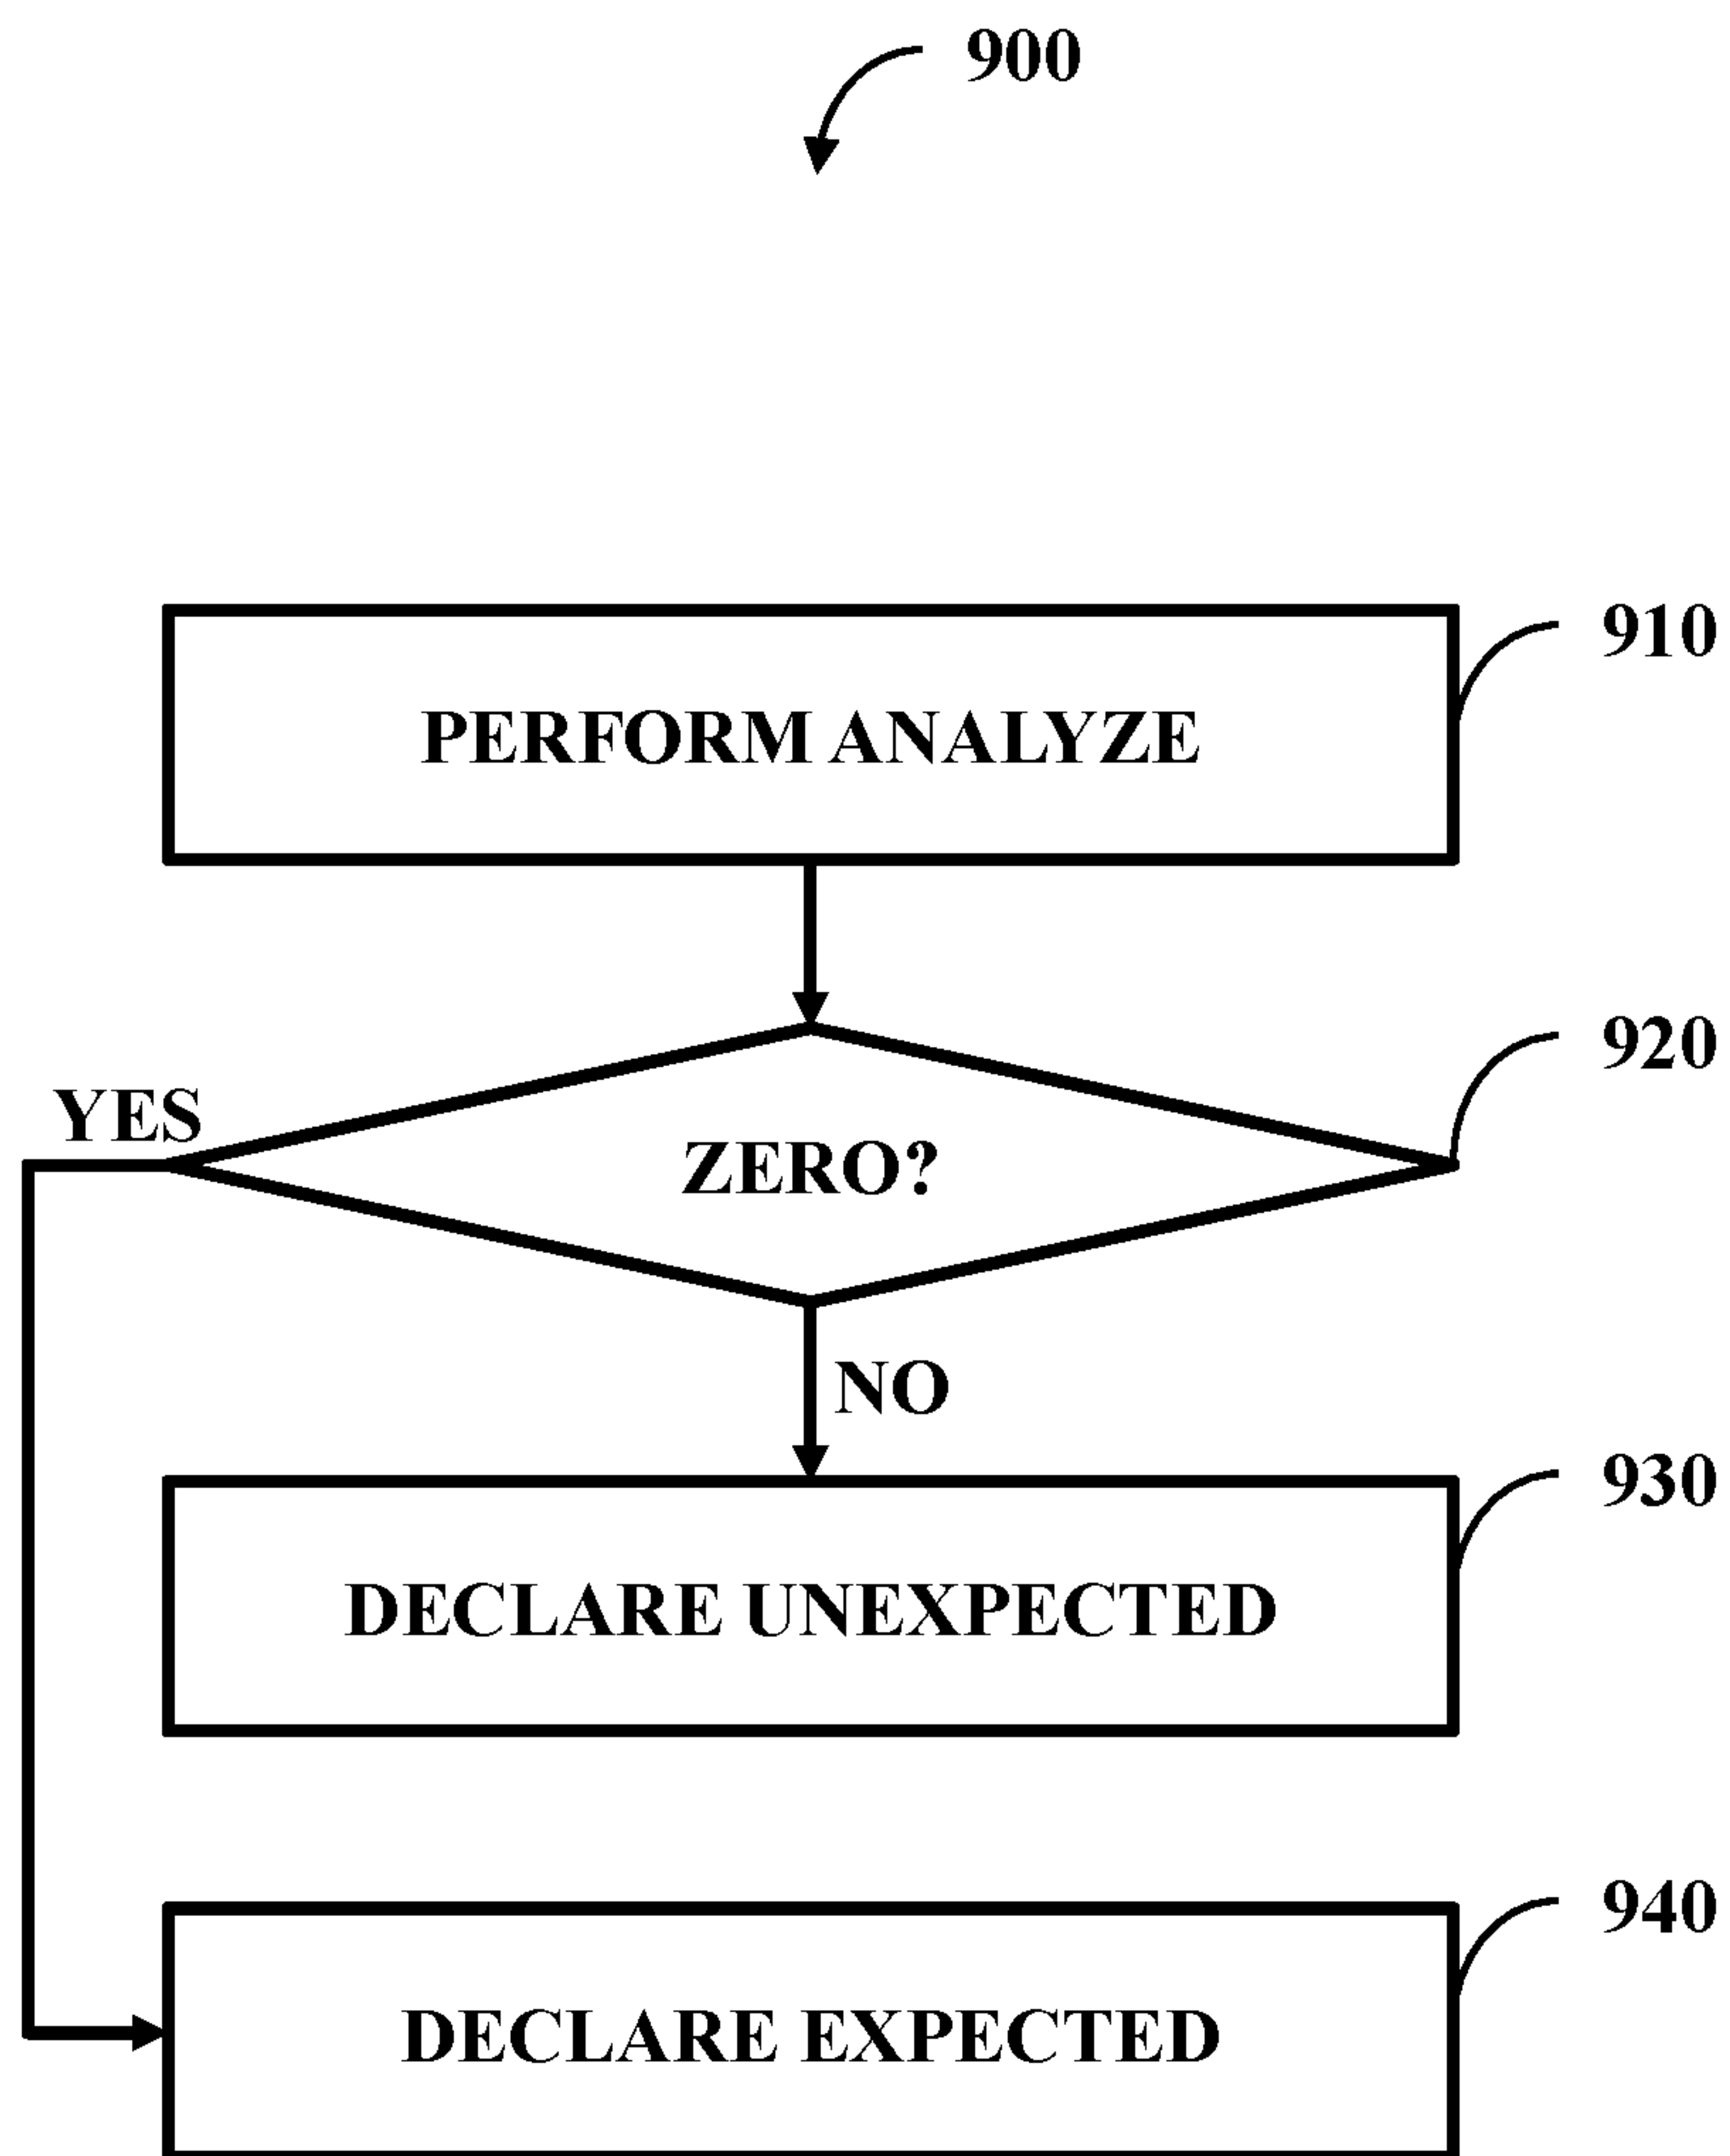 900
PERFORM ANALYZE
910
920
YES
ZERO?
NO
930
DECLARE UNEXPECTED
940
DECLARE EXPECTED